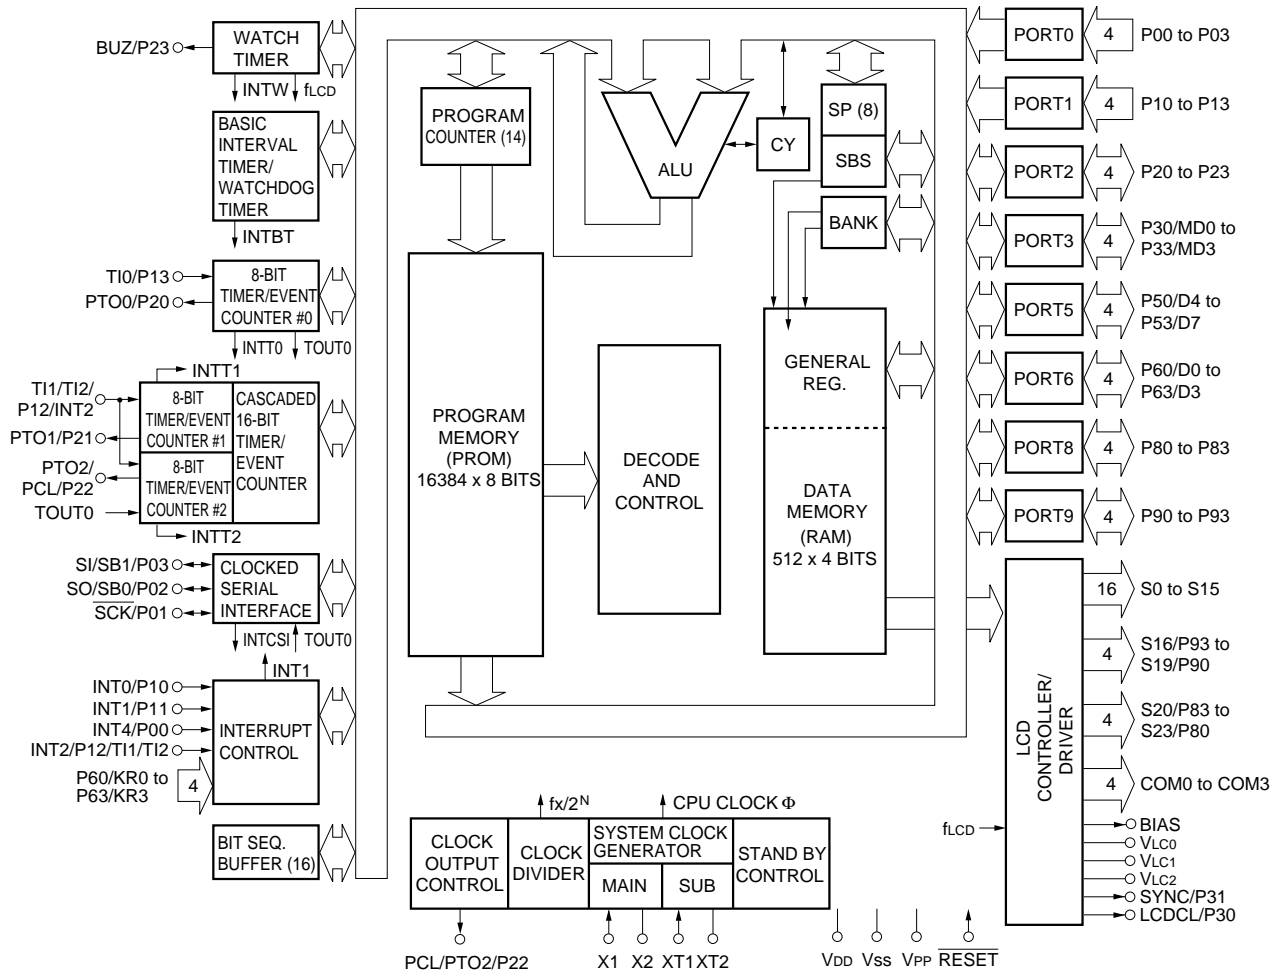 BUZ/P23
WATCH
TIMER
INTW
fLCD
BASIC
INTERVAL
TIMER/
WATCHDOG
TIMER
INTBT
TI0/P13
PTO0/P20
8-BIT
TIMER/EVENT
COUNTER #0
INTT0
TOUT0
INTT1
TI1/TI2/
P12/INT2
PTO1/P21
PTO2/
PCL/P22
TOUT0
8-BIT
TIMER/EVENT
COUNTER #1
8-BIT
TIMER/EVENT
COUNTER #2
CASCADED
16-BIT
TIMER/
EVENT
COUNTER
INTT2
SI/SB1/P03
SO/SB0/P02
SCK/P01
CLOCKED
SERIAL
INTERFACE
INTCSI
TOUT0
INT1
INT0/P10
INT1/P11
INT4/P00
INT2/P12/TI1/TI2
P60/KR0 to
P63/KR3
4
INTERRUPT
CONTROL
BIT SEQ.
BUFFER (16)
PROGRAM
COUNTER (14)
ALU
CY
SP (8)
SBS
BANK
PROGRAM
MEMORY
(PROM)
16384 x 8 BITS
DECODE
AND
CONTROL
GENERAL
REG.
DATA
MEMORY
(RAM)
512 x 4 BITS
fx/2N
CPU CLOCK Φ
CLOCK
OUTPUT
CONTROL
CLOCK
DIVIDER
SYSTEM CLOCK
GENERATOR
MAIN
SUB
STAND BY
CONTROL
PCL/PTO2/P22
X1
X2
XT1
XT2
VDD
VSS
VPP
RESET
PORT0
4
P00 to P03
PORT1
4
P10 to P13
PORT2
4
P20 to P23
PORT3
4
P30/MD0 to
P33/MD3
PORT5
4
P50/D4 to
P53/D7
PORT6
4
P60/D0 to
P63/D3
PORT8
4
P80 to P83
PORT9
4
P90 to P93
LCD
CONTROLLER/
DRIVER
fLCD
16
S0 to S15
4
S16/P93 to
S19/P90
4
S20/P83 to
S23/P80
4
COM0 to COM3
BIAS
VLC0
VLC1
VLC2
SYNC/P31
LCDCL/P30